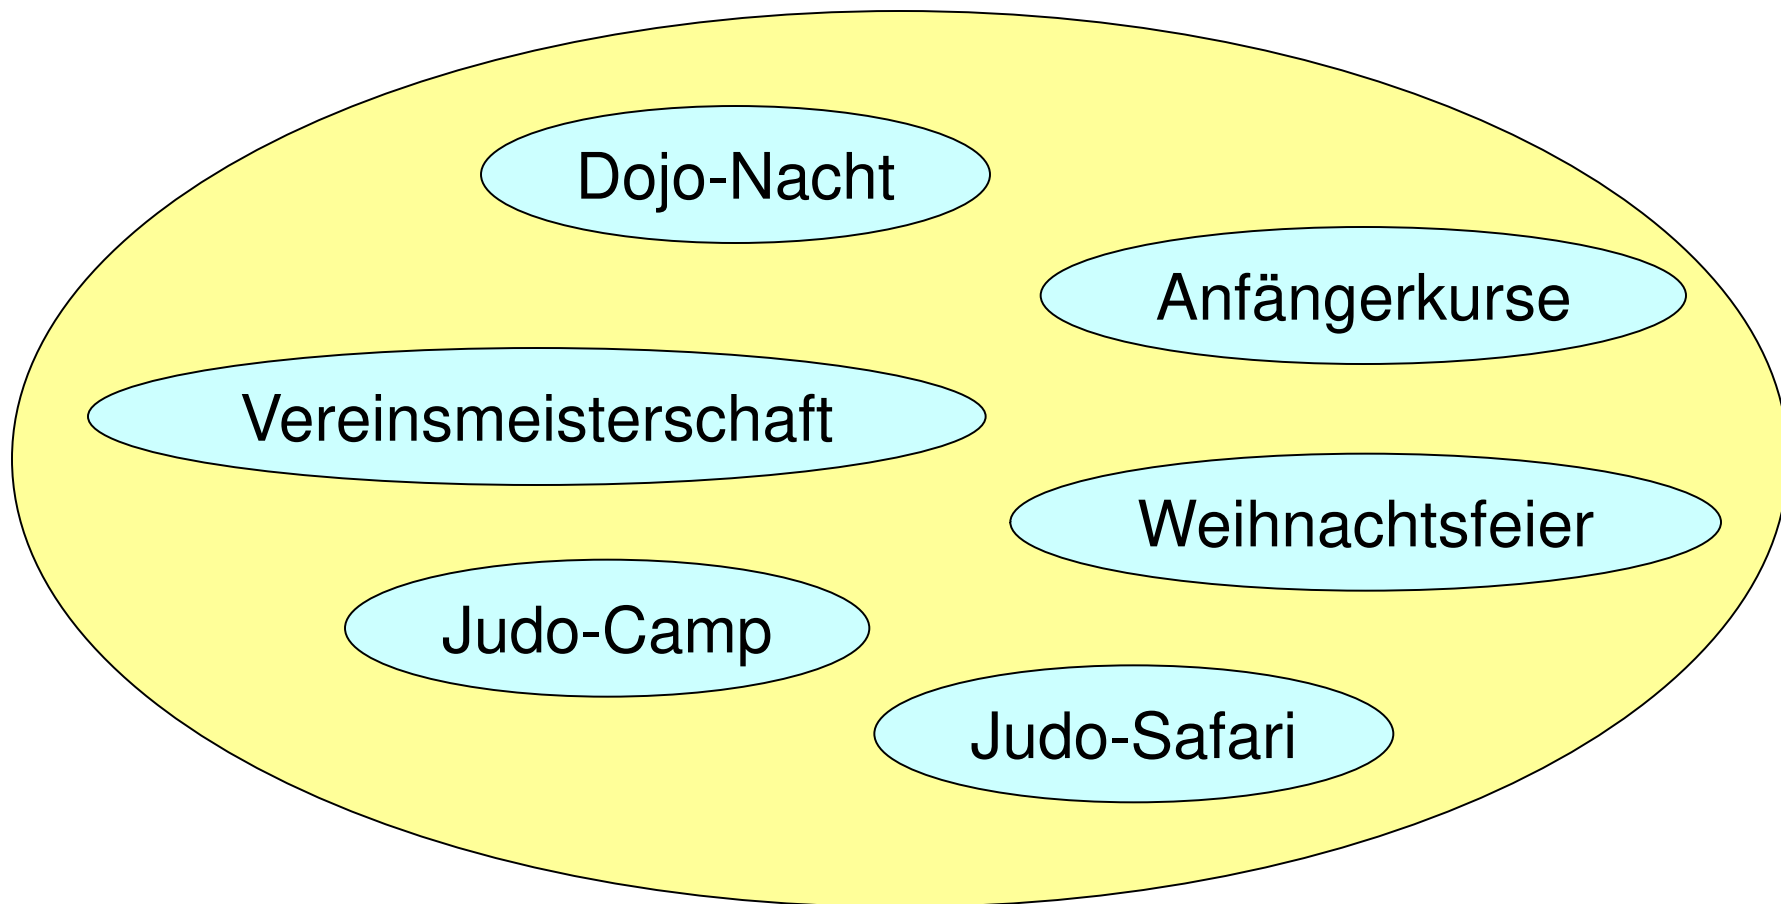 Dojo-Nacht
Anfängerkurse
Vereinsmeisterschaft
Weihnachtsfeier
Judo-Camp
Judo-Safari